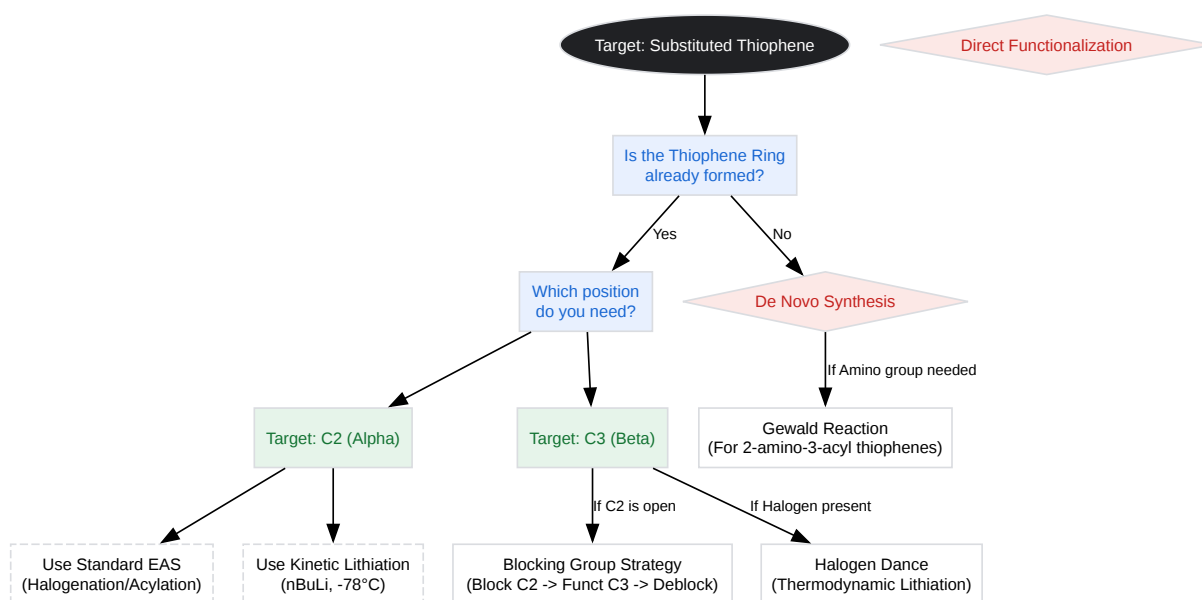 Target: Substituted Thiophene
Direct Functionalization
Is the Thiophene Ring
already formed?
Yes
No
Which position
do you need?
De Novo Synthesis
If Amino group needed
Target: C2 (Alpha)
Target: C3 (Beta)
Gewald Reaction
(For 2-amino-3-acyl thiophenes)
If C2 is open
If Halogen present
Use Standard EAS
(Halogenation/Acylation)
Use Kinetic Lithiation
(nBuLi, -78°C)
Blocking Group Strategy
(Block C2 -> Funct C3 -> Deblock)
Halogen Dance
(Thermodynamic Lithiation)